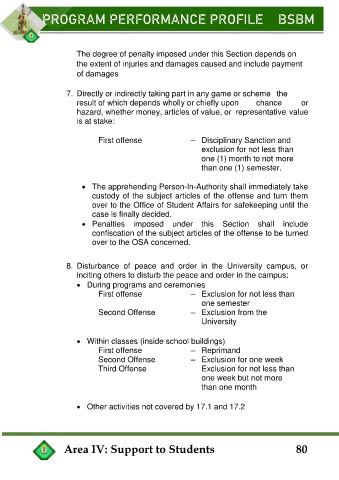 PROGRAM PERFORMANCE PROFILE BSBM
The degree of penalty imposed under this Section depends on
the extent of injuries and damages caused and include payment
of damages
7. Directly or indirectly taking part in any game or scheme the
result of which depends wholly or chiefly upon chance or
hazard, whether money, articles of value, or representative value
is at stake:
First offense – Disciplinary Sanction and
exclusion for not less than
one (1) month to not more
than one (1) semester.
• The apprehending Person-In-Authority shall immediately take
custody of the subject articles of the offense and turn them
over to the Office of Student Affairs for safekeeping until the
case is finally decided.
• Penalties imposed under this Section shall include
confiscation of the subject articles of the offense to be turned
over to the OSA concerned.
8. Disturbance of peace and order in the University campus, or
inciting others to disturb the peace and order in the campus:
• During programs and ceremonies
First offense – Exclusion for not less than
one semester
Second Offense – Exclusion from the
University
• Within classes (inside school buildings)
First offense – Reprimand
Second Offense – Exclusion for one week
Third Offense Exclusion for not less than
one week but not more
than one month
• Other activities not covered by 17.1 and 17.2
Area IV: Support to Students 80